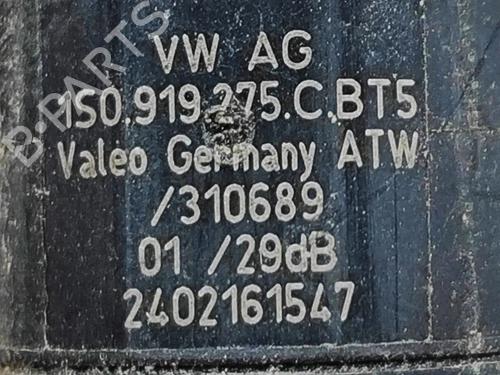 VW AG
1S0.919.275.C.BT5
Valeo Germany ATW
/310689
01 /29dB
2402161547
B-PARTS